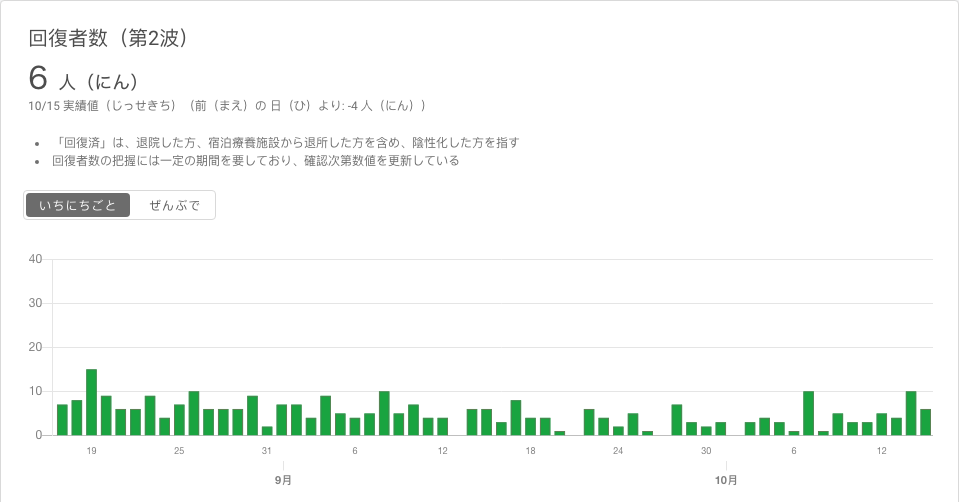 回復者数（第2波）
6 人（にん）
10/15 実績値（じっせきち）（前（まえ）の 日（ひ）より: -4 人（にん））
• 「回復済」は、退院した方、宿泊療養施設から退所した方を含め、陰性化した方を指す
• 回復者数の把握には一定の期間を要しており、確認次第数値を更新している
いちにちごと ぜんぶで
40
30
20
10
0
19 25 31 6 12 18 24 30 6 12
9月 10月